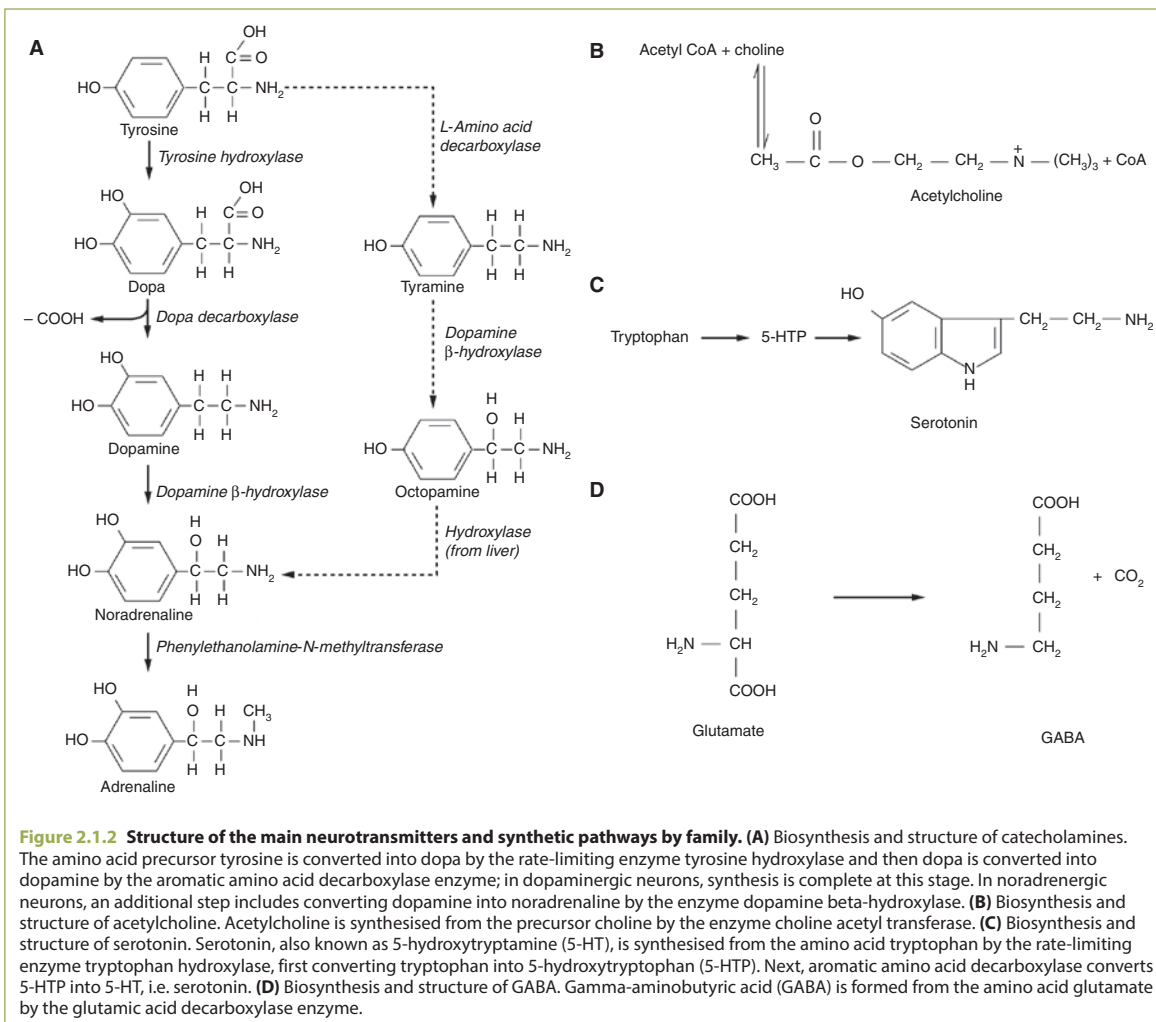 A
OH
H C=O
HO C C NH2
H H
Tyrosine
Tyrosine hydroxylase
L-Amino acid
decarboxylase
OH
HO H C=O
HO C C NH2
H H
Dopa
– COOH
Dopa decarboxylase
H H
HO C C NH2
H H
Tyramine
Dopamine
β-hydroxylase
HO H H
HO C C NH2
H H
Dopamine
Dopamine β-hydroxylase
H
O H
HO C C NH2
H H
Octopamine
Hydroxylase
(from liver)
H
HO O H
HO C C NH2
H H
Noradrenaline
Phenylethanolamine-N-methyltransferase
H
HO O H CH3
HO C C NH
H H
Adrenaline
B
Acetyl CoA + choline
O
CH3 — C — O — CH2 — CH2 — N — (CH3)3 + CoA
+
Acetylcholine
C
Tryptophan
5-HTP
HO
CH2 — CH2 — NH2
N
H
Serotonin
D
COOH
CH2
CH2
H2N — CH
COOH
Glutamate
COOH
CH2
CH2
H2N — CH2
+ CO2
GABA
Figure 2.1.2 Structure of the main neurotransmitters and synthetic pathways by family. (A) Biosynthesis and structure of catecholamines.
The amino acid precursor tyrosine is converted into dopa by the rate-limiting enzyme tyrosine hydroxylase and then dopa is converted into
dopamine by the aromatic amino acid decarboxylase enzyme; in dopaminergic neurons, synthesis is complete at this stage. In noradrenergic
neurons, an additional step includes converting dopamine into noradrenaline by the enzyme dopamine beta-hydroxylase. (B) Biosynthesis and
structure of acetylcholine. Acetylcholine is synthesised from the precursor choline by the enzyme choline acetyl transferase. (C) Biosynthesis and
structure of serotonin. Serotonin, also known as 5-hydroxytryptamine (5-HT), is synthesised from the amino acid tryptophan by the rate-limiting
enzyme tryptophan hydroxylase, first converting tryptophan into 5-hydroxytryptophan (5-HTP). Next, aromatic amino acid decarboxylase converts
5-HTP into 5-HT, i.e. serotonin. (D) Biosynthesis and structure of GABA. Gamma-aminobutyric acid (GABA) is formed from the amino acid glutamate
by the glutamic acid decarboxylase enzyme.